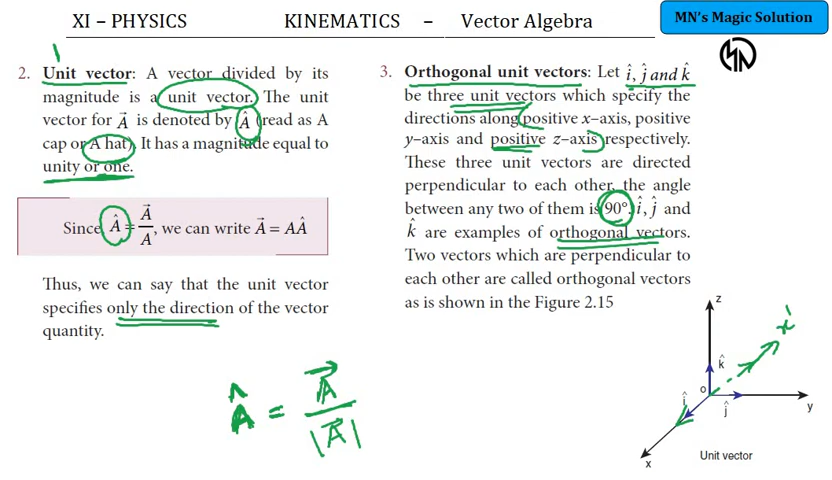 XI – PHYSICS KINEMATICS – Vector Algebra
MN's Magic Solution
MN
2. Unit vector: A vector divided by its
magnitude is a unit vector. The unit
vector for A⃗ is denoted by Â (read as A
cap or A hat). It has a magnitude equal to
unity or one.
Since, Â = A⃗/A, we can write A⃗ = AÂ
Thus, we can say that the unit vector
specifies only the direction of the vector
quantity.
Â = A⃗/|A⃗|
3. Orthogonal unit vectors: Let î, ĵ and k̂
be three unit vectors which specify the
directions along positive x–axis, positive
y–axis and positive z–axis respectively.
These three unit vectors are directed
perpendicular to each other, the angle
between any two of them is 90°. î, ĵ and
k̂ are examples of orthogonal vectors.
Two vectors which are perpendicular to
each other are called orthogonal vectors
as is shown in the Figure 2.15
z
x'
k̂
o
î
ĵ
y
x
Unit vector